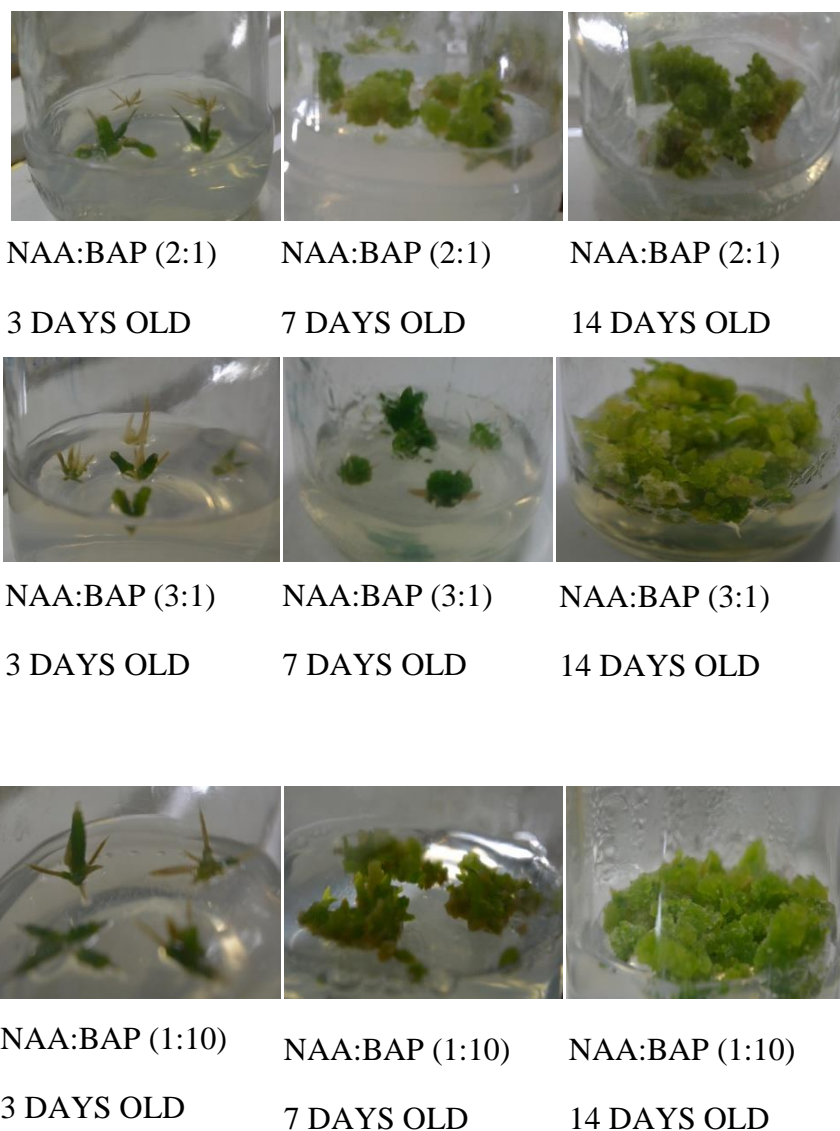 NAA:BAP (2:1) NAA:BAP (2:1) NAA:BAP (2:1)
3 DAYS OLD 7 DAYS OLD 14 DAYS OLD
NAA:BAP (3:1) NAA:BAP (3:1) NAA:BAP (3:1)
3 DAYS OLD 7 DAYS OLD 14 DAYS OLD
NAA:BAP (1:10) NAA:BAP (1:10) NAA:BAP (1:10)
3 DAYS OLD 7 DAYS OLD 14 DAYS OLD